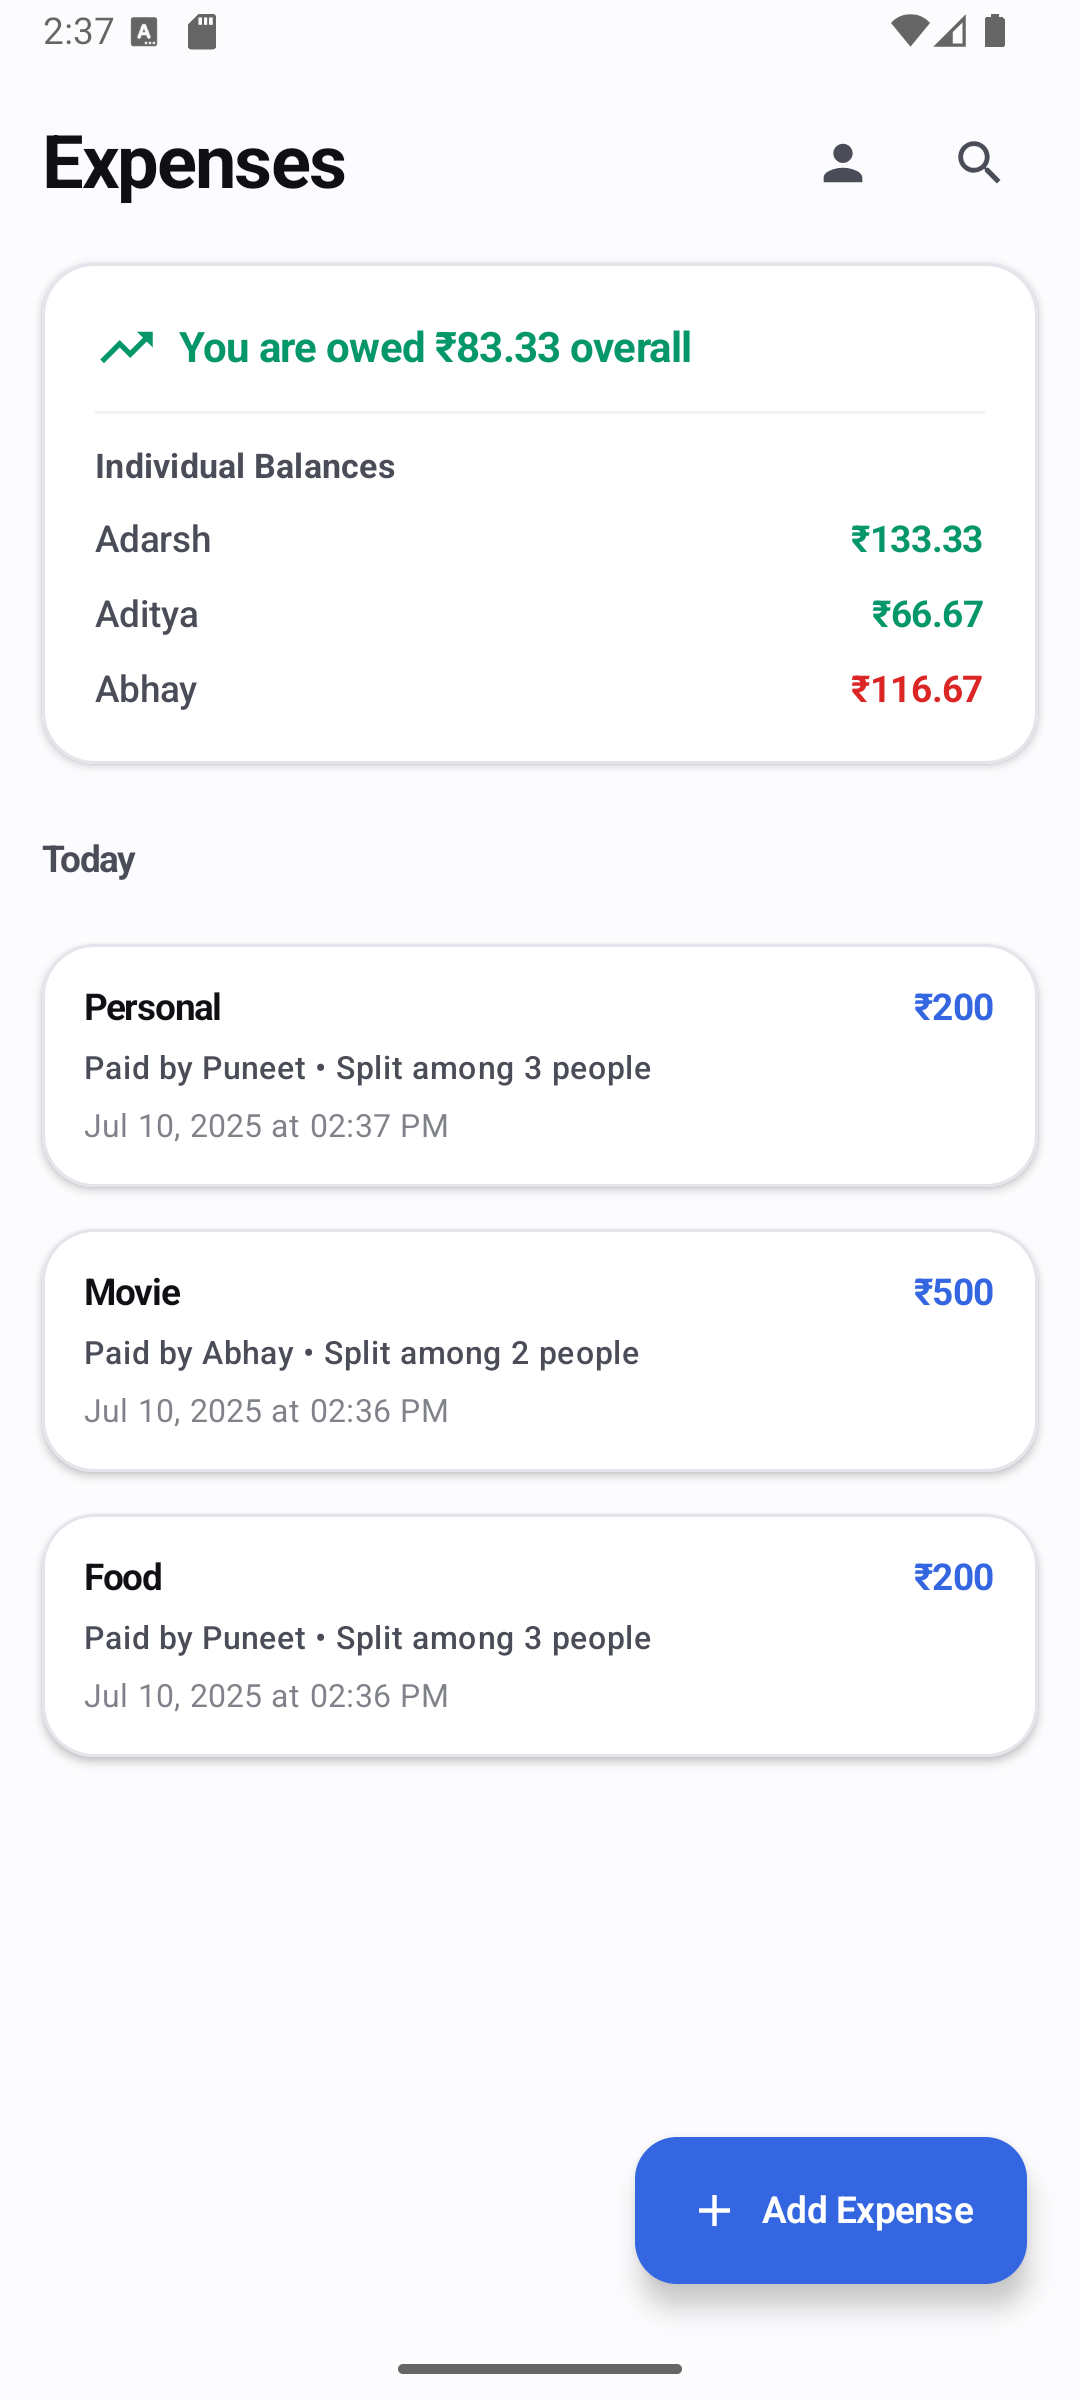 2:37
Expenses
You are owed ₹83.33 overall
Individual Balances
Adarsh ₹133.33
Aditya ₹66.67
Abhay ₹116.67
Today
Personal ₹200
Paid by Puneet • Split among 3 people
Jul 10, 2025 at 02:37 PM
Movie ₹500
Paid by Abhay • Split among 2 people
Jul 10, 2025 at 02:36 PM
Food ₹200
Paid by Puneet • Split among 3 people
Jul 10, 2025 at 02:36 PM
+ Add Expense